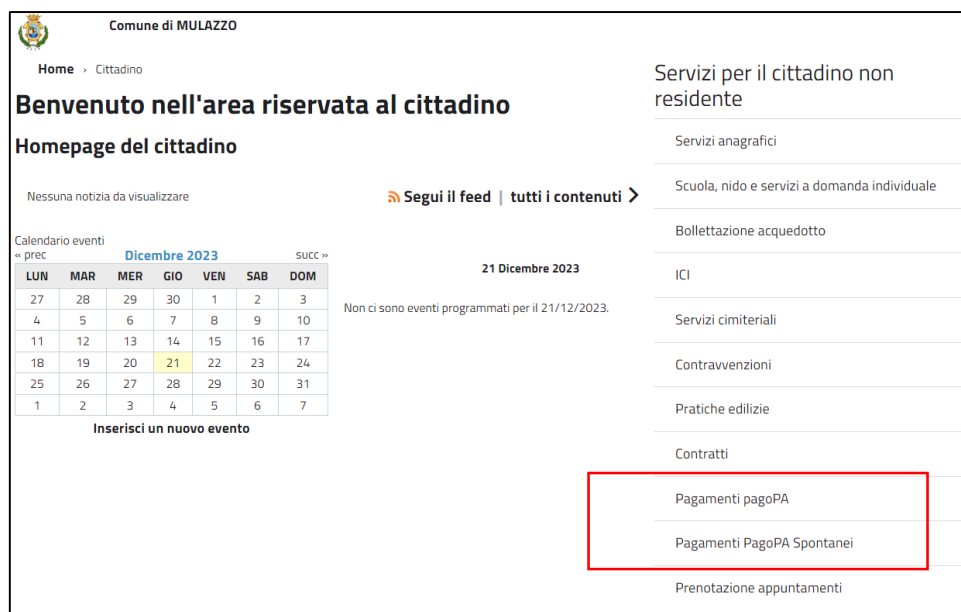 Comune di MULAZZO
Home › Cittadino
Benvenuto nell'area riservata al cittadino
Homepage del cittadino
Nessuna notizia da visualizzare
Segui il feed | tutti i contenuti
Calendario eventi
« prec Dicembre 2023 succ »
LUN MAR MER GIO VEN SAB DOM
27 28 29 30 1 2 3
4 5 6 7 8 9 10
11 12 13 14 15 16 17
18 19 20 21 22 23 24
25 26 27 28 29 30 31
1 2 3 4 5 6 7
Inserisci un nuovo evento
21 Dicembre 2023
Non ci sono eventi programmati per il 21/12/2023.
Servizi per il cittadino non
residente
Servizi anagrafici
Scuola, nido e servizi a domanda individuale
Bollettazione acquedotto
ICI
Servizi cimiteriali
Contravvenzioni
Pratiche edilizie
Contratti
Pagamenti pagoPA
Pagamenti PagoPA Spontanei
Prenotazione appuntamenti